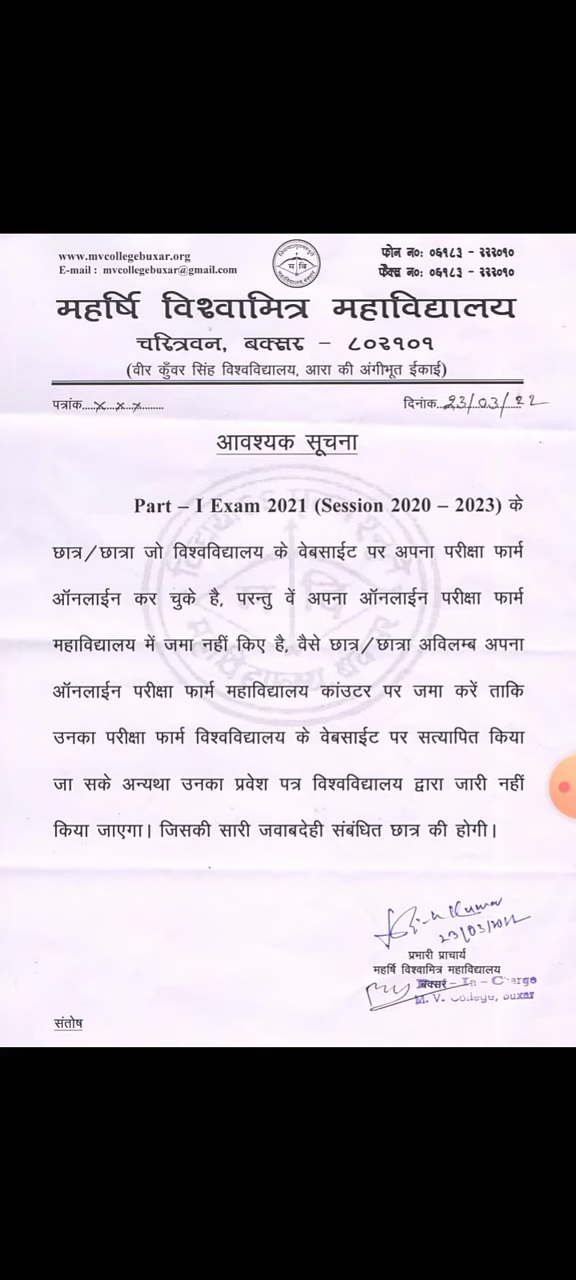 www.mvcollegebuxar.org
E-mail : mvcollegebuxar@gmail.com
फोन न०: ०६१८३ - २२२०१०
फैक्स न०: ०६१८३ - २२२०१०
महर्षि विश्वामित्र महाविद्यालय
चरित्रवन, बक्सर - ८०२१०१
(वीर कुँवर सिंह विश्वविद्यालय, आरा की अंगीभूत ईकाई)
पत्रांक.....x....x...x........
दिनांक..23/03/22
आवश्यक सूचना
Part – I Exam 2021 (Session 2020 – 2023) के
छात्र/छात्रा जो विश्वविद्यालय के वेबसाईट पर अपना परीक्षा फार्म
ऑनलाईन कर चुके है, परन्तु वें अपना ऑनलाईन परीक्षा फार्म
महाविद्यालय में जमा नहीं किए है, वैसे छात्र/छात्रा अविलम्ब अपना
ऑनलाईन परीक्षा फार्म महाविद्यालय कांउटर पर जमा करें ताकि
उनका परीक्षा फार्म विश्वविद्यालय के वेबसाईट पर सत्यापित किया
जा सके अन्यथा उनका प्रवेश पत्र विश्वविद्यालय द्वारा जारी नहीं
किया जाएगा। जिसकी सारी जवाबदेही संबंधित छात्र की होगी।
Kumar
23/03/2022
प्रभारी प्राचार्य
महर्षि विश्वामित्र महाविद्यालय
बक्सर - In - Charge
M. V. College, Buxar
संतोष